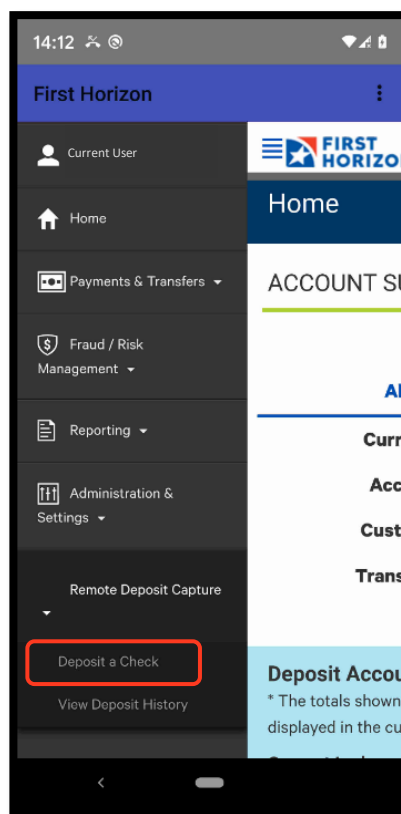 14:12
First Horizon
Current User
Home
Payments & Transfers
Fraud / Risk
Management
Reporting
Administration &
Settings
Remote Deposit Capture
Deposit a Check
View Deposit History
FIRST
HORIZO
Home
ACCOUNT SU
Curr
Acc
Cust
Trans
Deposit Accou
* The totals shown
displayed in the cu